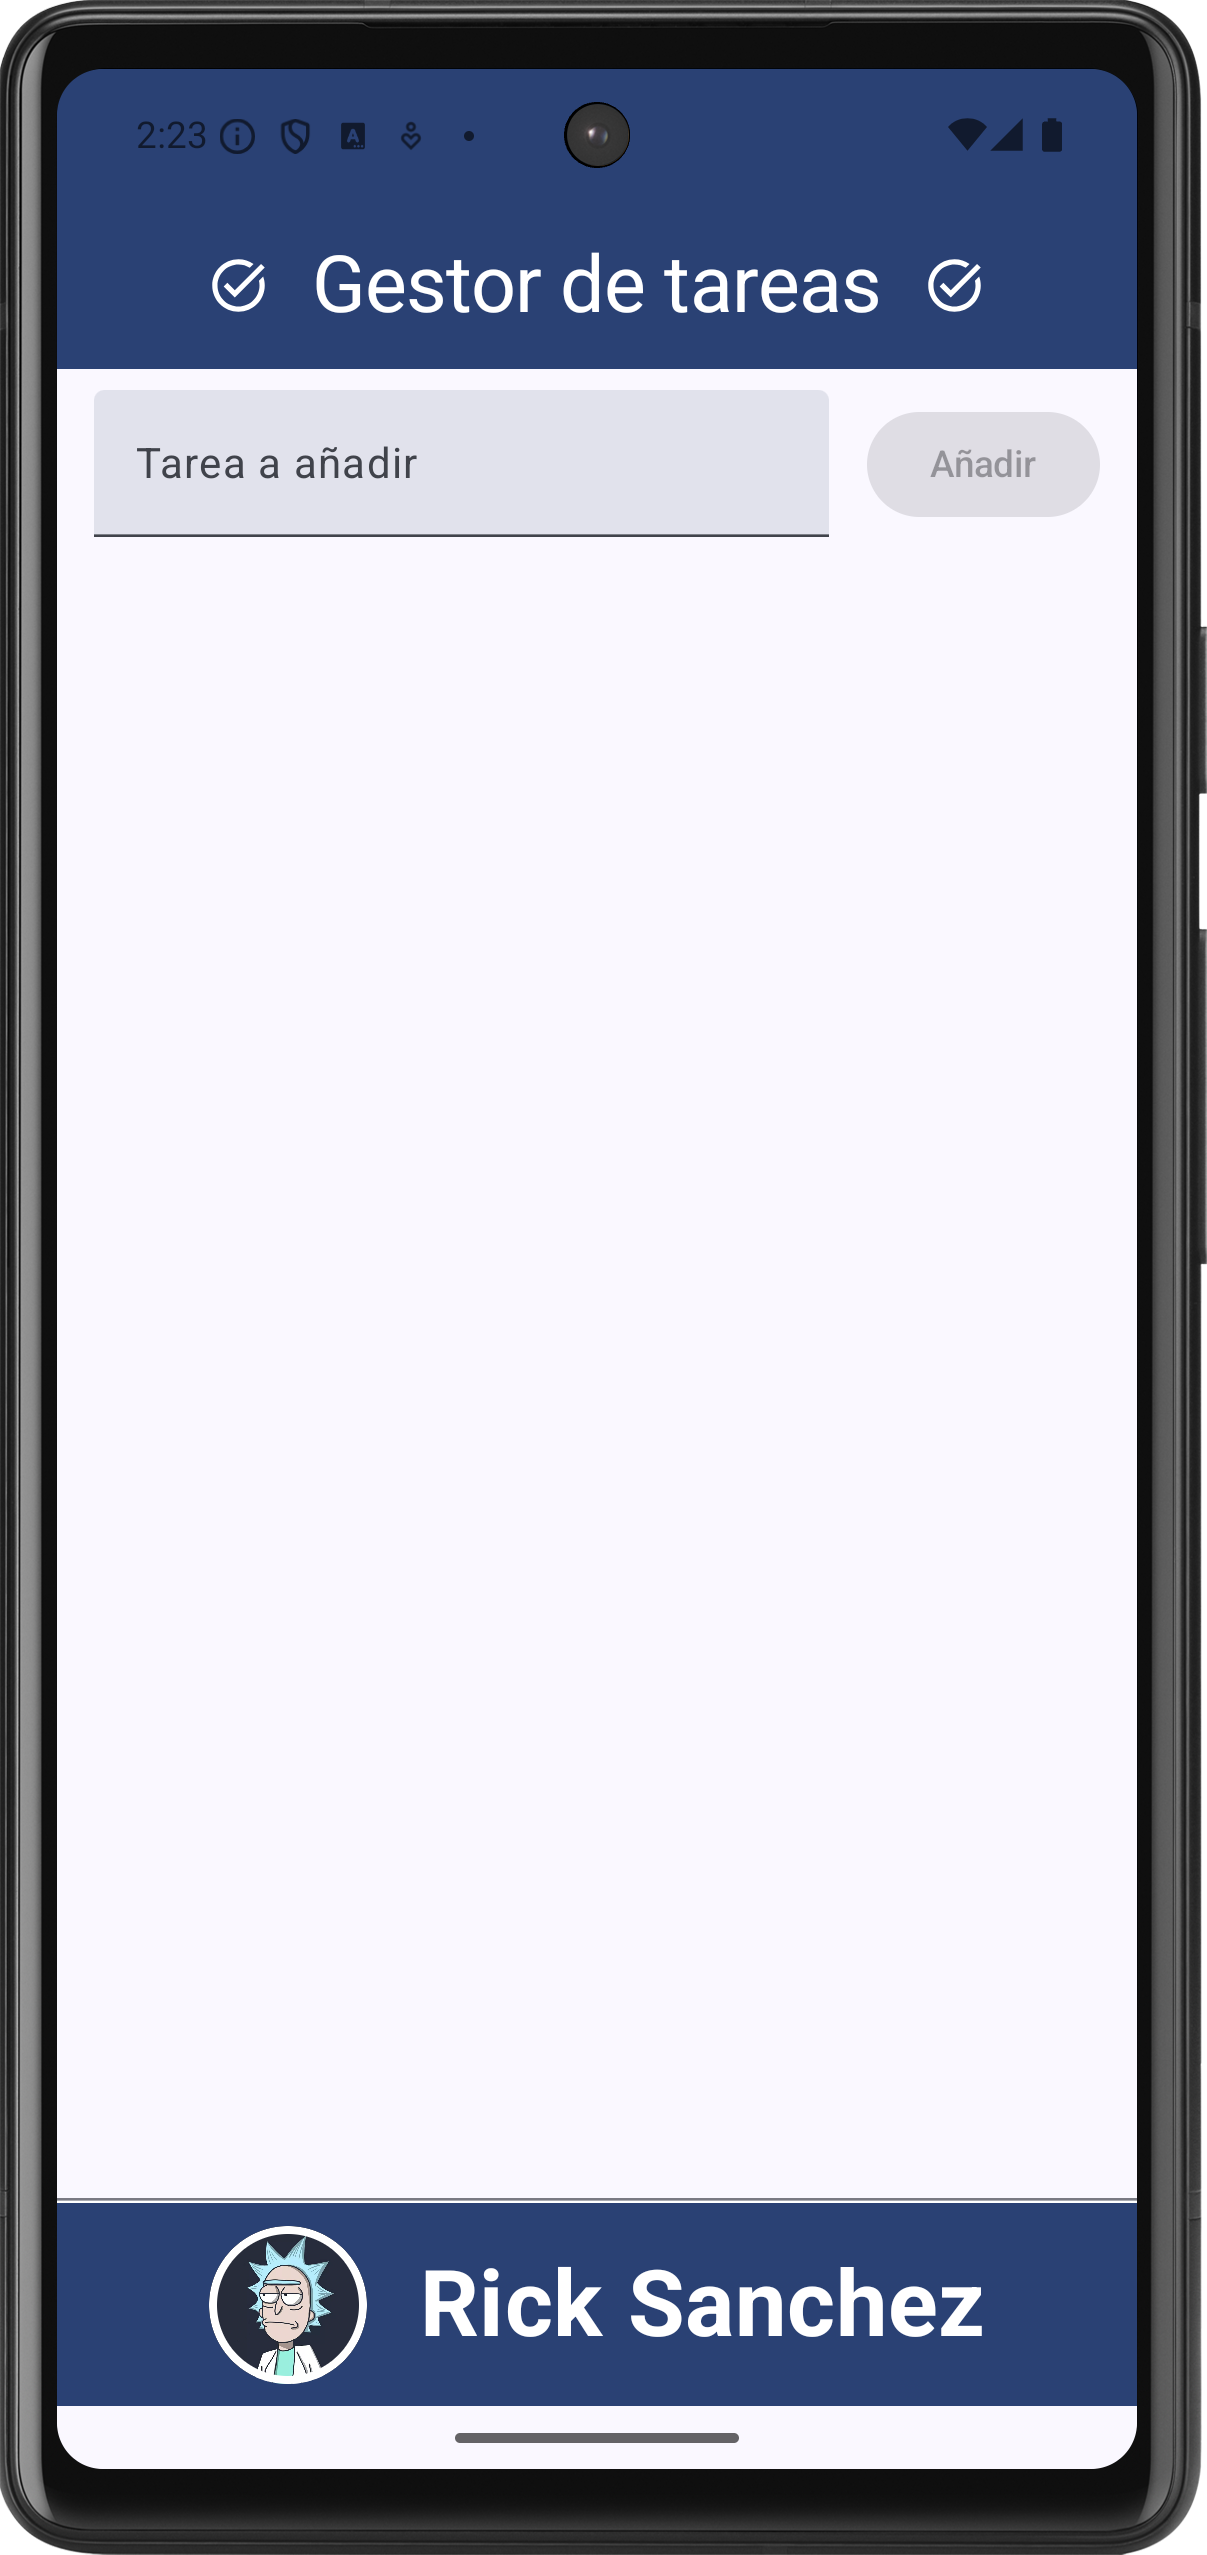 2:23
Gestor de tareas
Tarea a añadir
Añadir
Rick Sanchez